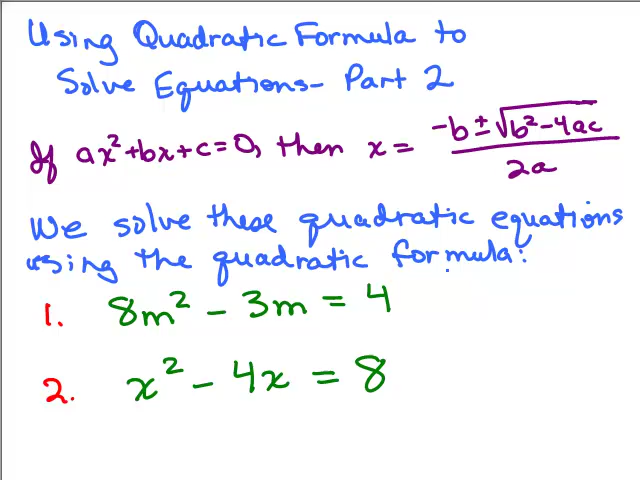 Using Quadratic Formula to
Solve Equations- Part 2
If ax²+bx+c=0, then x = (-b ± √(b²-4ac))/(2a)
We solve these quadratic equations
using the quadratic formula:
1. 8m² - 3m = 4
2. x² - 4x = 8